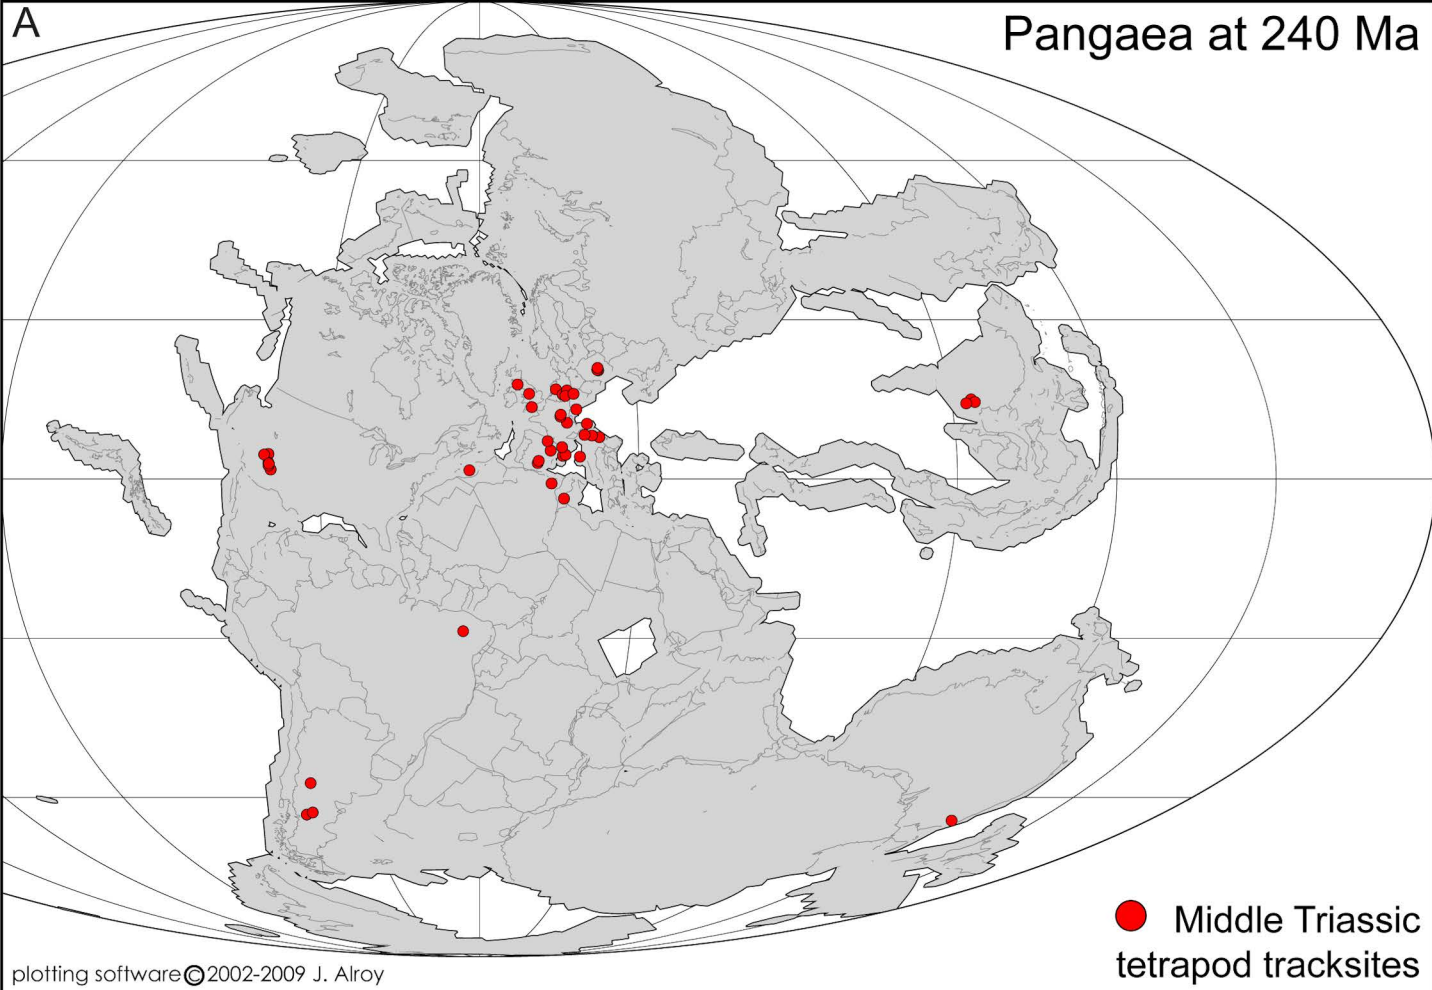 A
Pangaea at 240 Ma
Middle Triassic
tetrapod tracksites
plotting software©2002-2009 J. Alroy